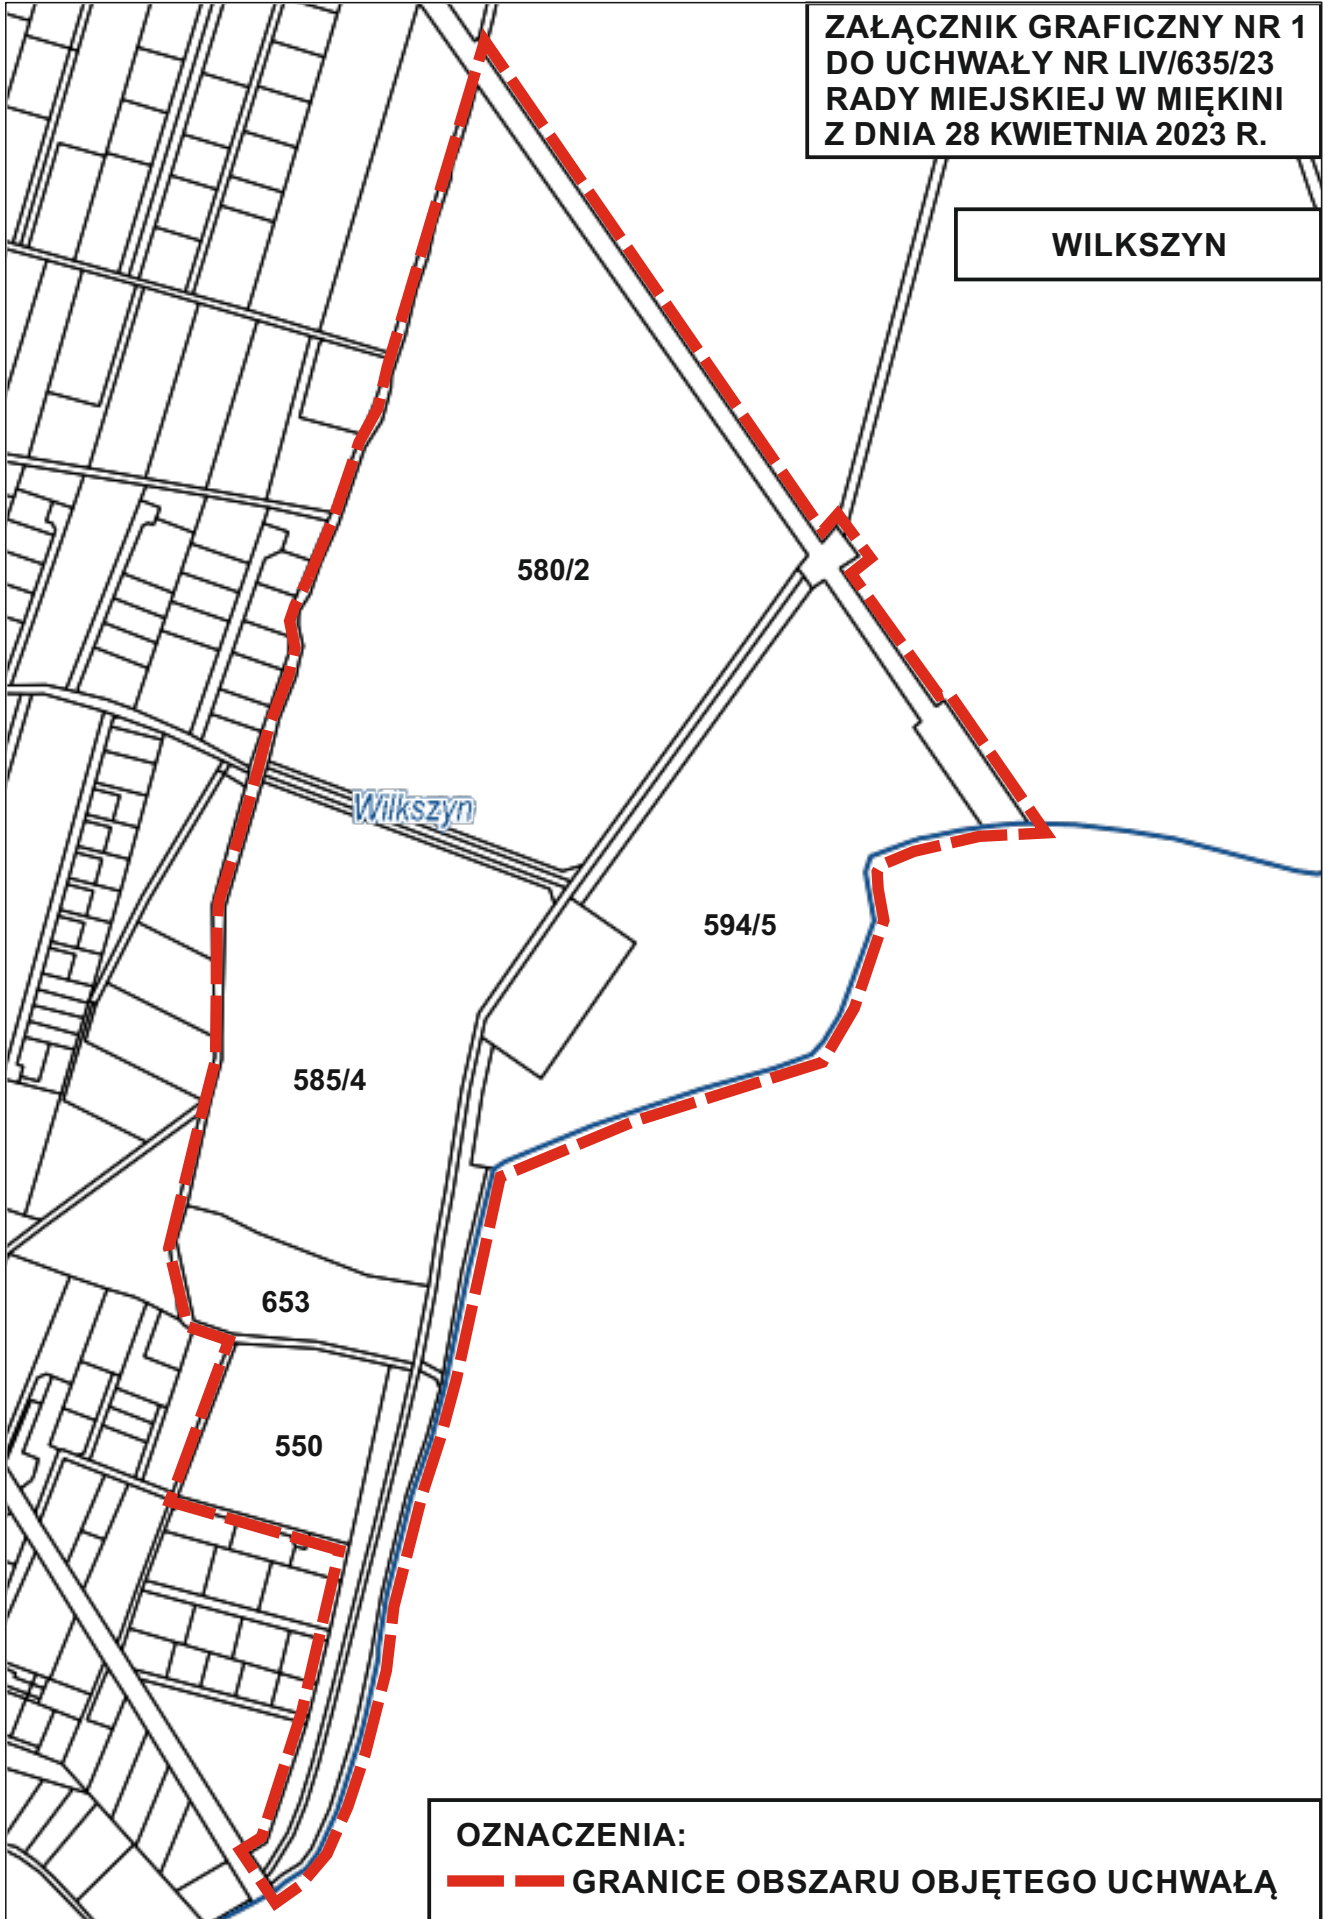 ZAŁĄCZNIK GRAFICZNY NR 1
DO UCHWAŁY NR LIV/635/23
RADY MIEJSKIEJ W MIĘKINI
Z DNIA 28 KWIETNIA 2023 R.
WILKSZYN
580/2
Wilkszyn
594/5
585/4
653
550
OZNACZENIA:
GRANICE OBSZARU OBJĘTEGO UCHWAŁĄ